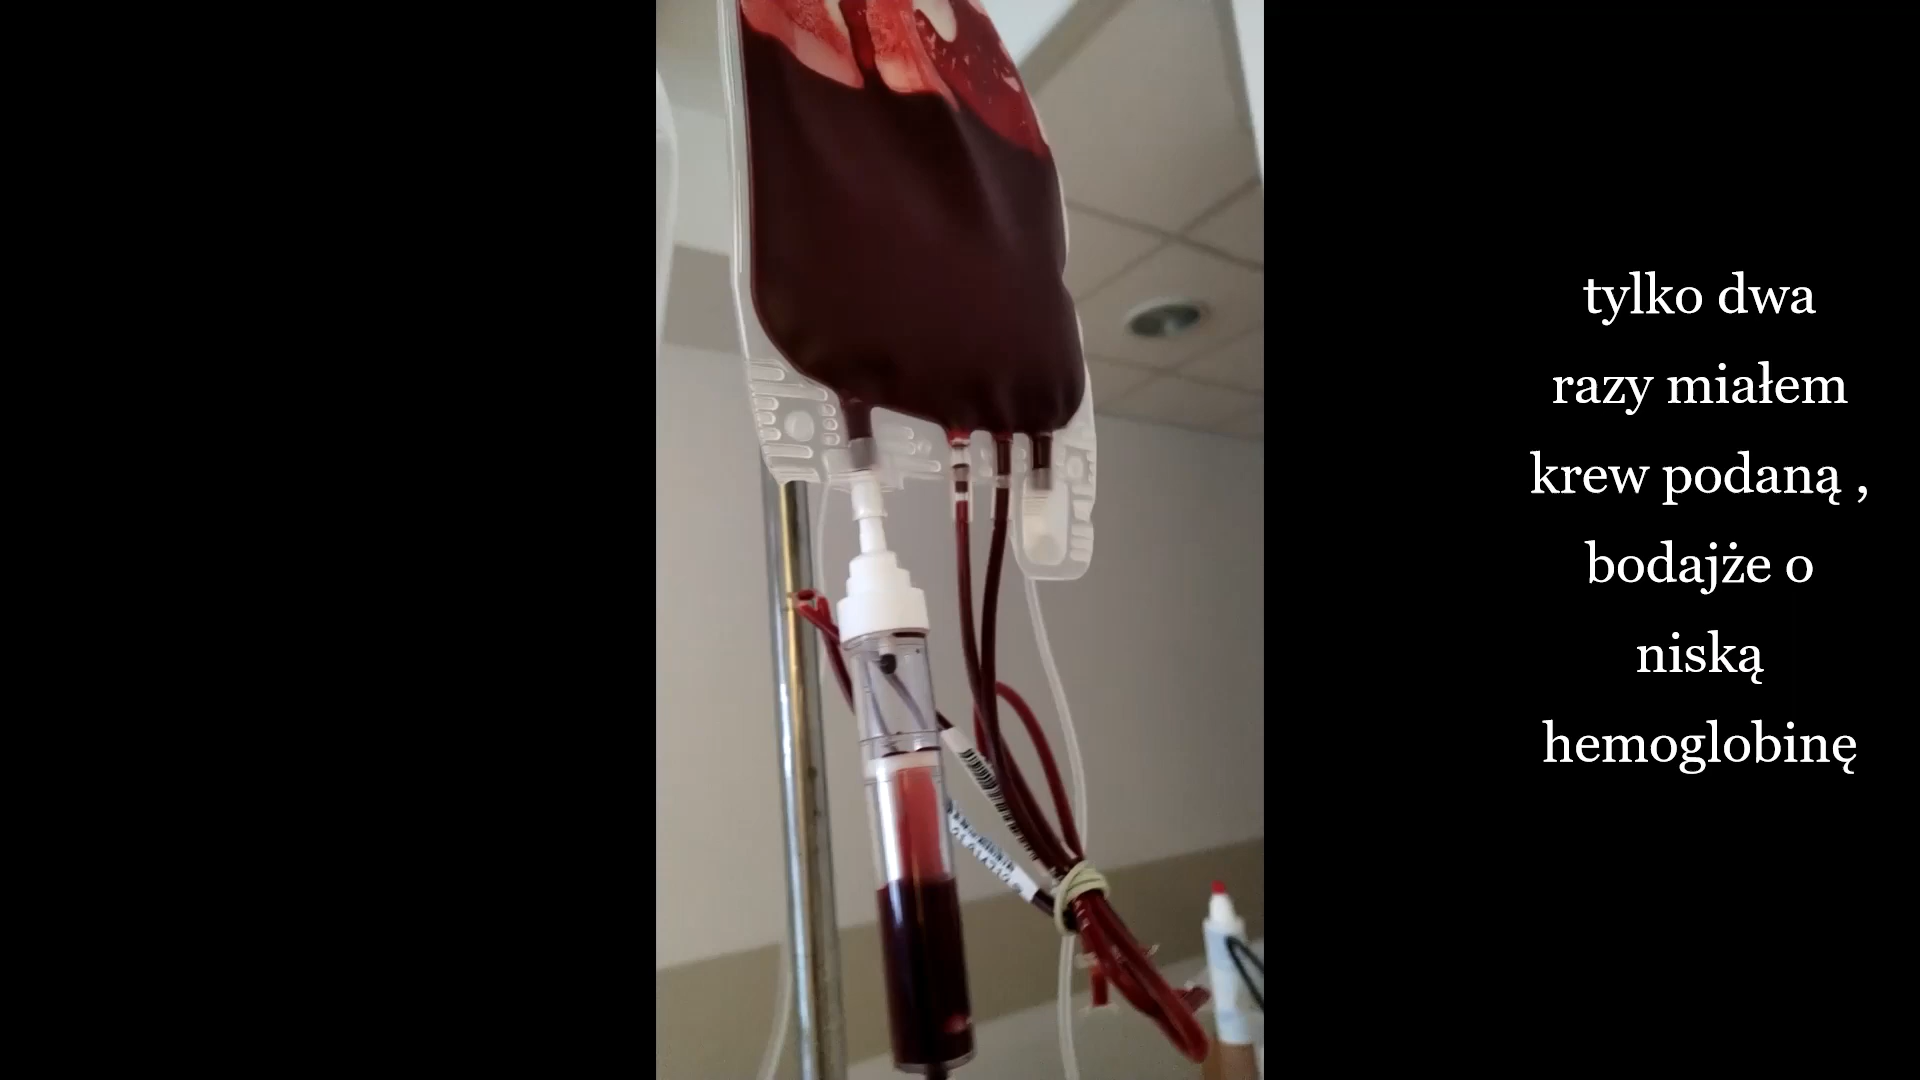 tylko dwa
razy miałem
krew podaną ,
bodajże o
niską
hemoglobinę